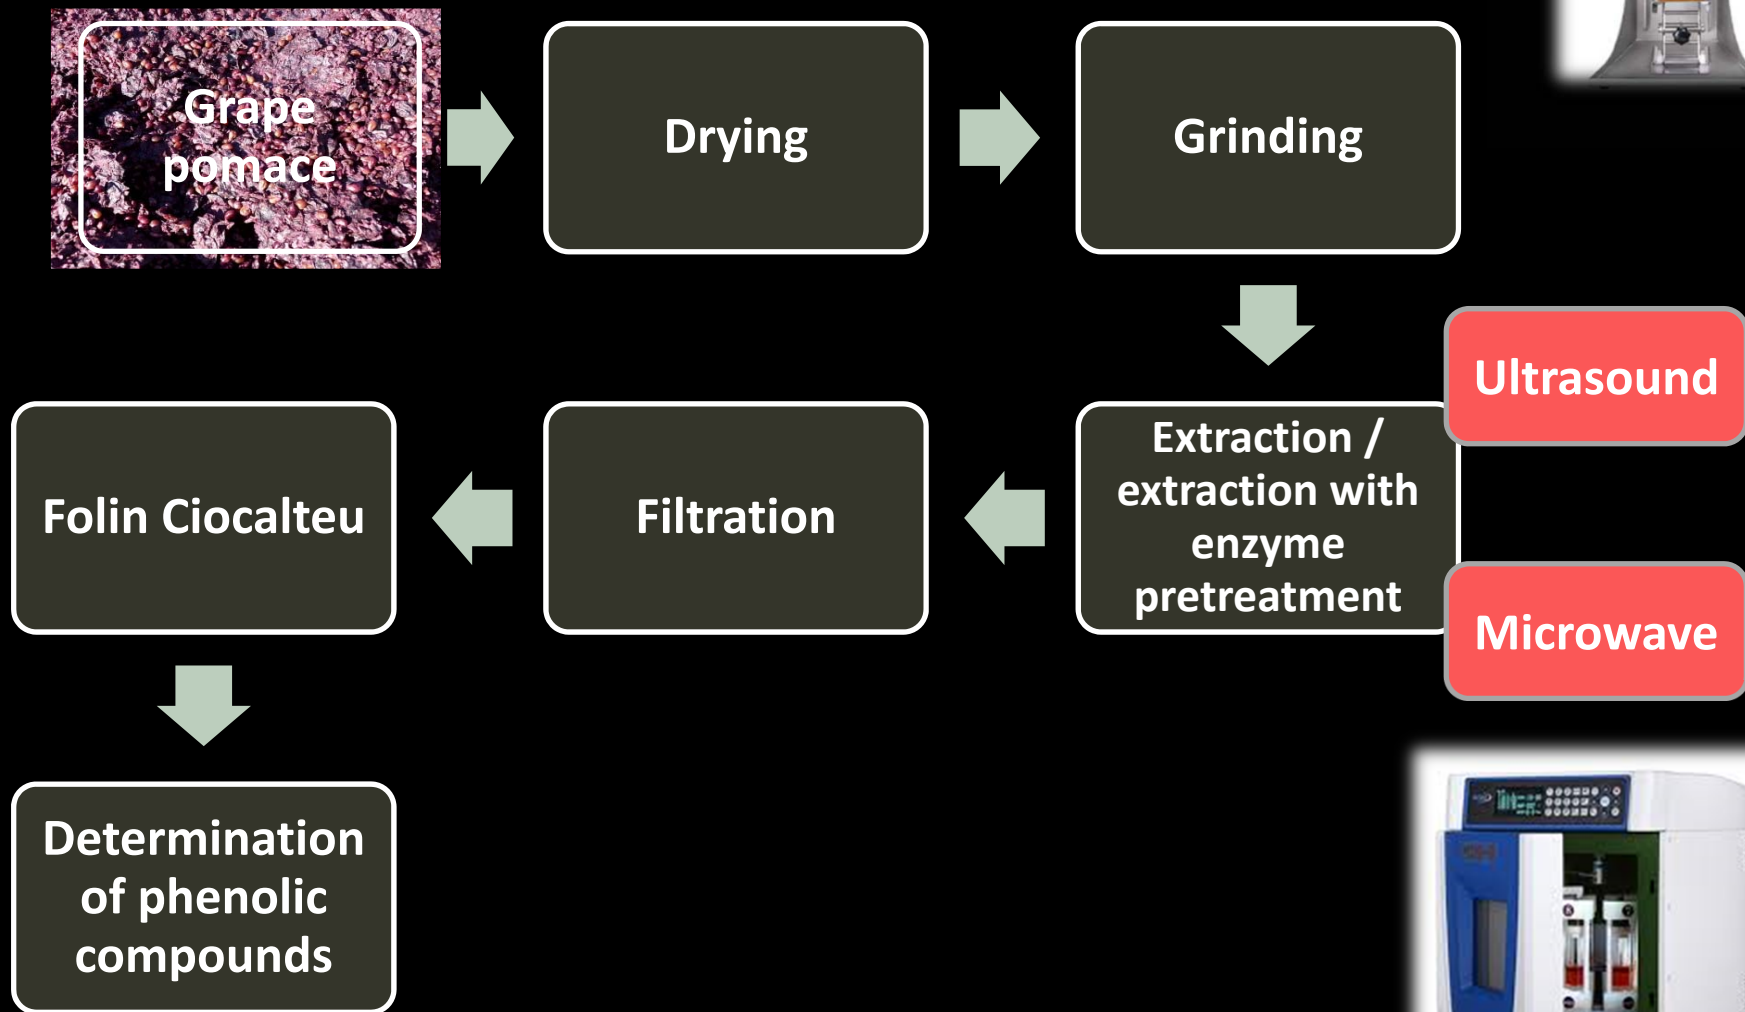 Grape
pomace
Drying
Grinding
Ultrasound
Extraction /
extraction with
enzyme
pretreatment
Filtration
Folin Ciocalteu
Microwave
Determination
of phenolic
compounds